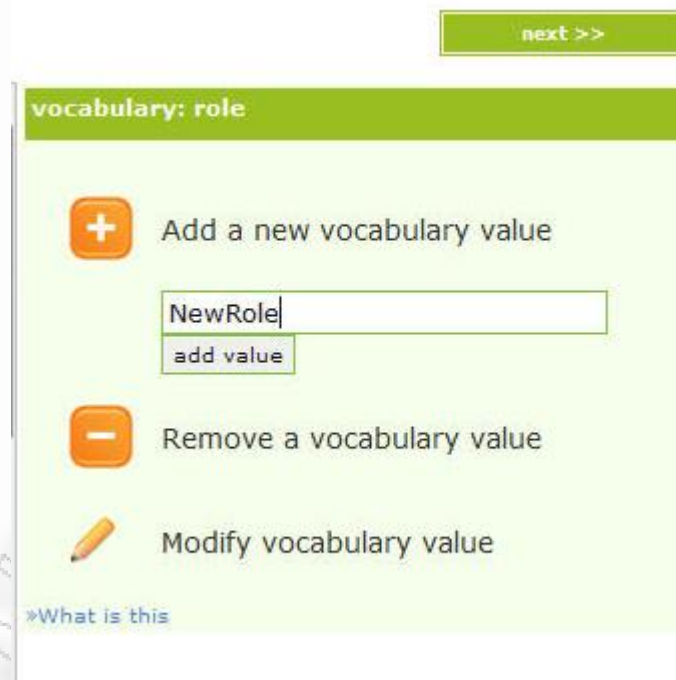 next >>
vocabulary: role
Add a new vocabulary value
NewRole
add value
Remove a vocabulary value
Modify vocabulary value
»What is this